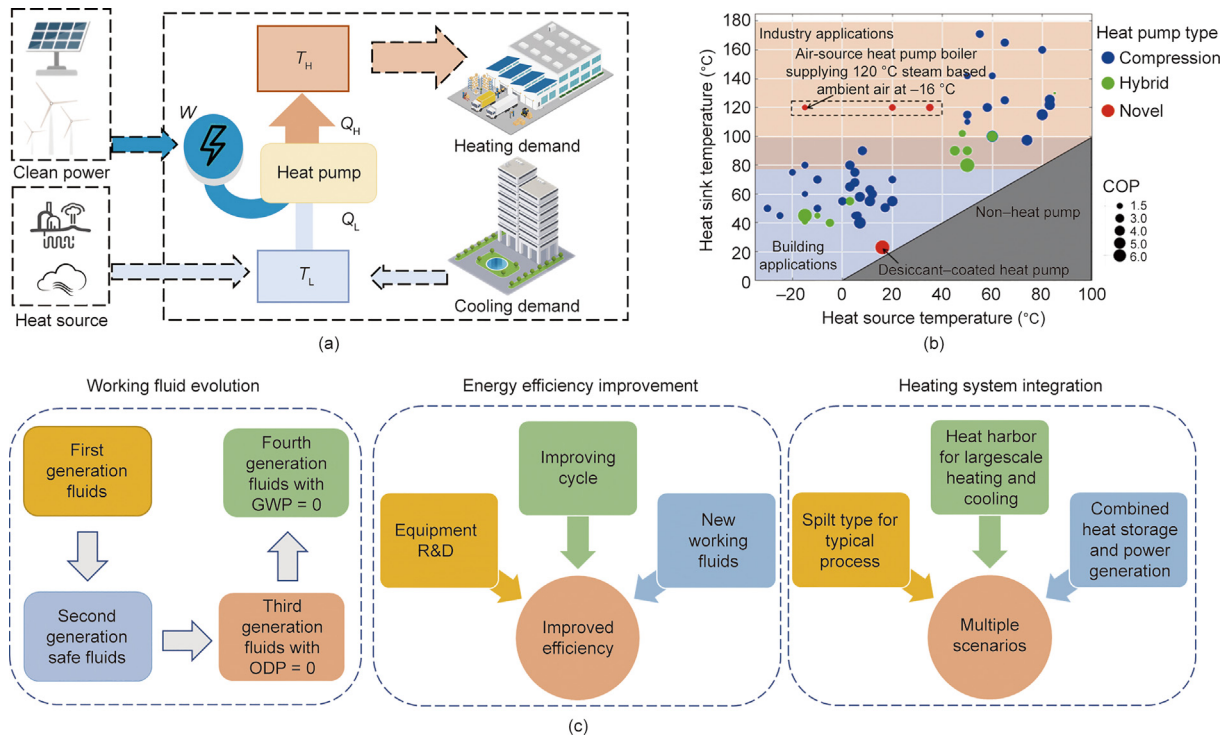 W
T_H
Q_H
Heat pump
Q_L
T_L
Clean power
Heat source
Heating demand
Cooling demand
(a)
Heat sink temperature (°C)
180
160
140
120
100
80
60
40
20
0
Industry applications
Air-source heat pump boiler
supplying 120 °C steam based
ambient air at –16 °C
Building
applications
Non–heat pump
Desiccant–coated heat pump
–20
0
20
40
60
80
100
Heat source temperature (°C)
Heat pump type
Compression
Hybrid
Novel
COP
1.5
3.0
4.0
5.0
6.0
(b)
Working fluid evolution
First
generation
fluids
Second
generation
safe fluids
Third
generation
fluids with
ODP = 0
Fourth
generation
fluids with
GWP = 0
Energy efficiency improvement
Equipment
R&D
Improving
cycle
New
working
fluids
Improved
efficiency
Heating system integration
Spilt type for
typical
process
Heat harbor
for largescale
heating and
cooling
Combined
heat storage
and power
generation
Multiple
scenarios
(c)